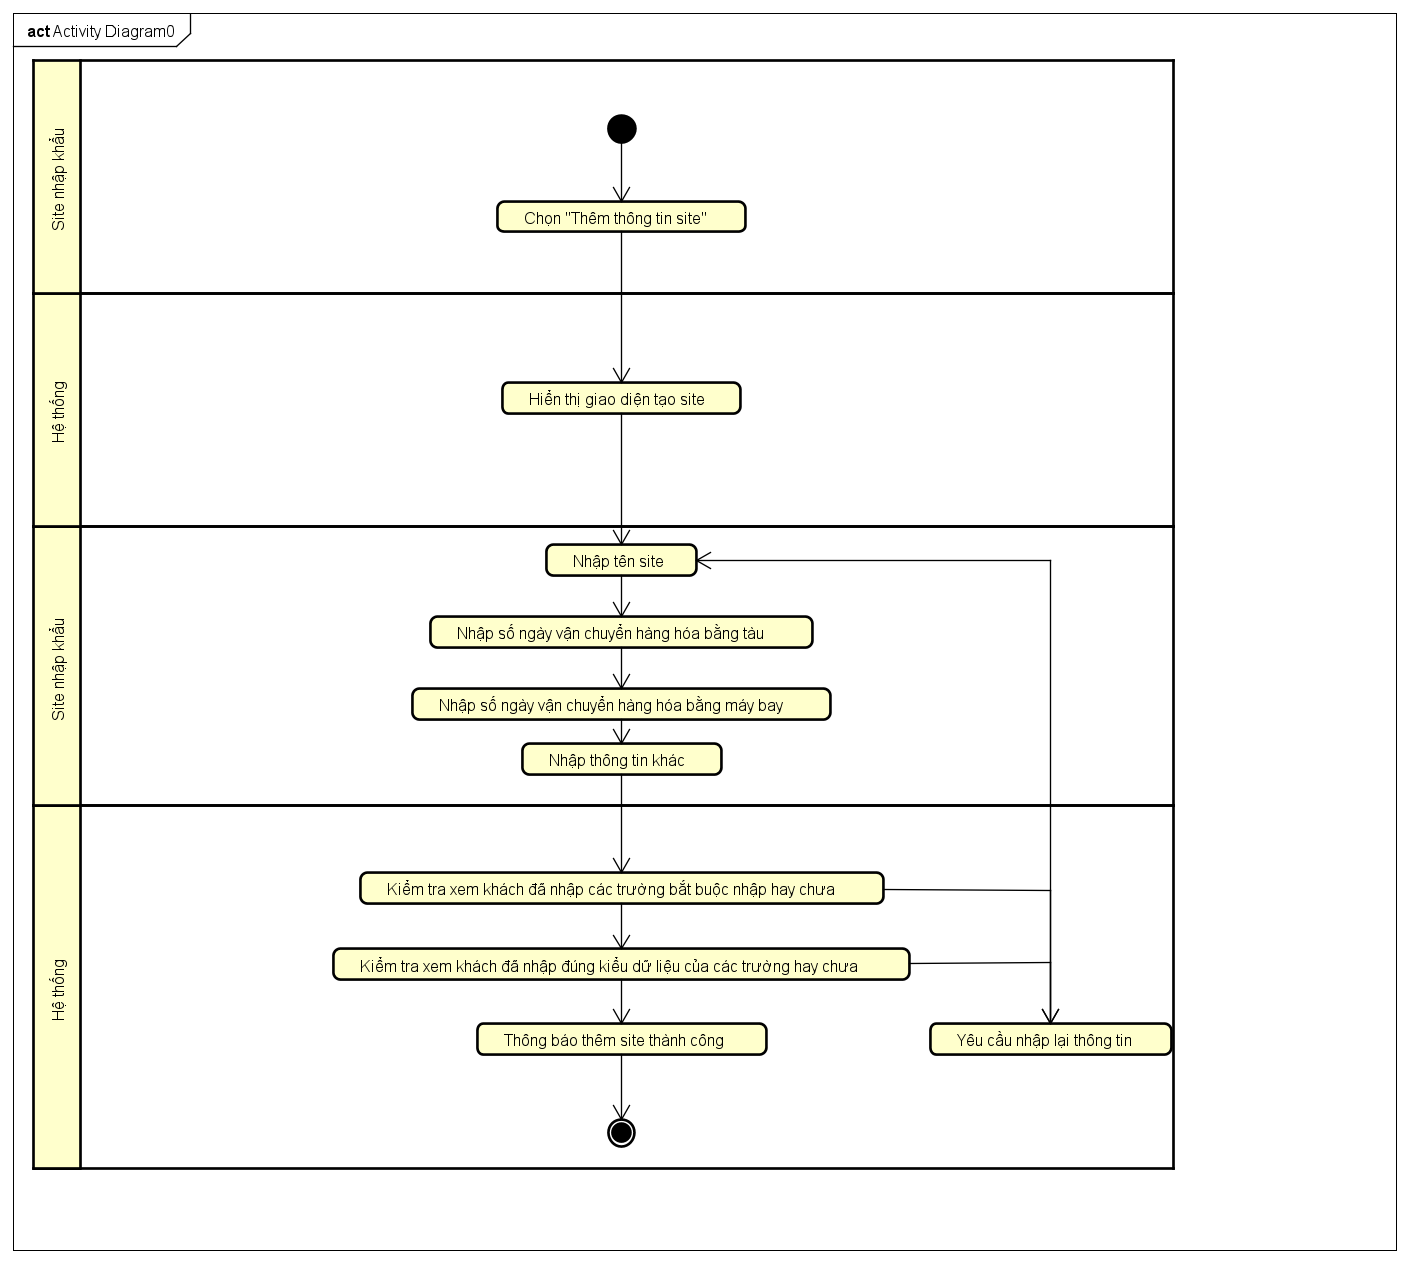 act Activity Diagram0
Site nhập khẩu
Chọn "Thêm thông tin site"
Hệ thống
Hiển thị giao diện tạo site
Site nhập khẩu
Nhập tên site
Nhập số ngày vận chuyển hàng hóa bằng tàu
Nhập số ngày vận chuyển hàng hóa bằng máy bay
Nhập thông tin khác
Hệ thống
Kiểm tra xem khách đã nhập các trường bắt buộc nhập hay chưa
Kiểm tra xem khách đã nhập đúng kiểu dữ liệu của các trường hay chưa
Thông báo thêm site thành công
Yêu cầu nhập lại thông tin